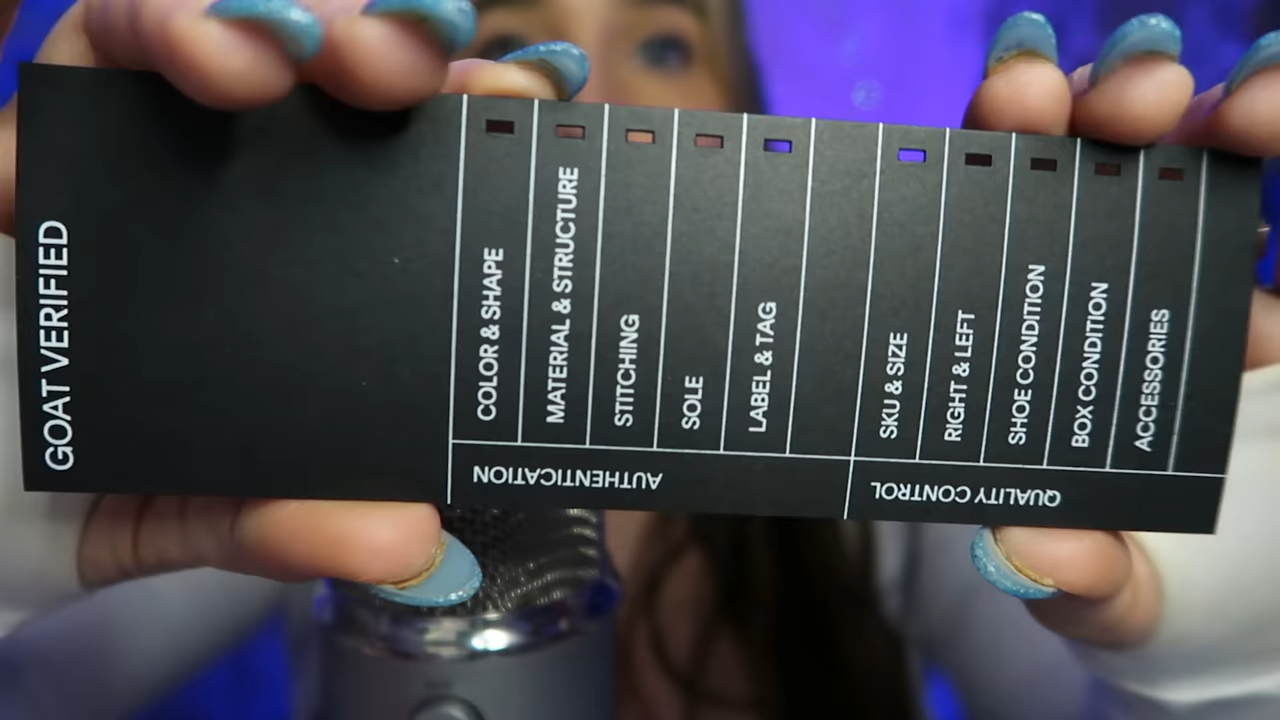 GOAT VERIFIED
AUTHENTICATION
COLOR & SHAPE
MATERIAL & STRUCTURE
STITCHING
SOLE
LABEL & TAG
QUALITY CONTROL
SKU & SIZE
RIGHT & LEFT
SHOE CONDITION
BOX CONDITION
ACCESSORIES